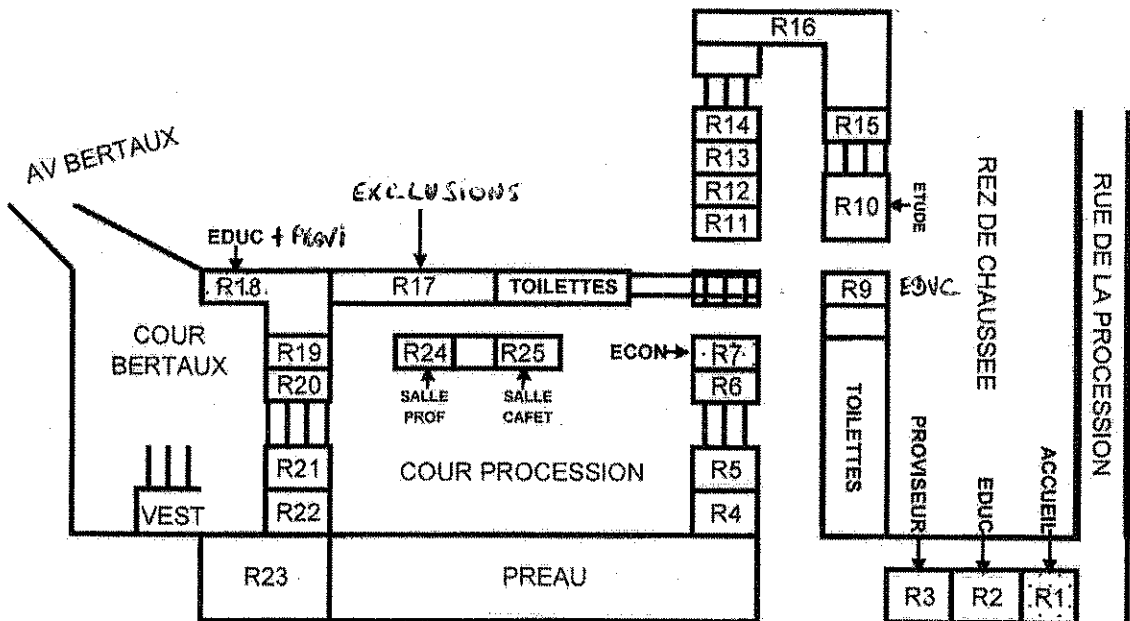 R16
R14
R15
AV BERTAUX
R13
R12
R11
R10
ETUDE
REZ DE CHAUSSEE
RUE DE LA PROCESSION
EXCLUSIONS
EDUC +
R18
R17
TOILETTES
R9
EDUC
COUR
BERTAUX
R19
R24
R25
ECON
R7
R20
SALLE
PROF
SALLE
CAFET
R6
TOILETTES
PROVISEUR
EDUC
ACCUEIL
R21
COUR PROCESSION
R5
VEST
R22
R4
R23
PREAU
R3
R2
R1